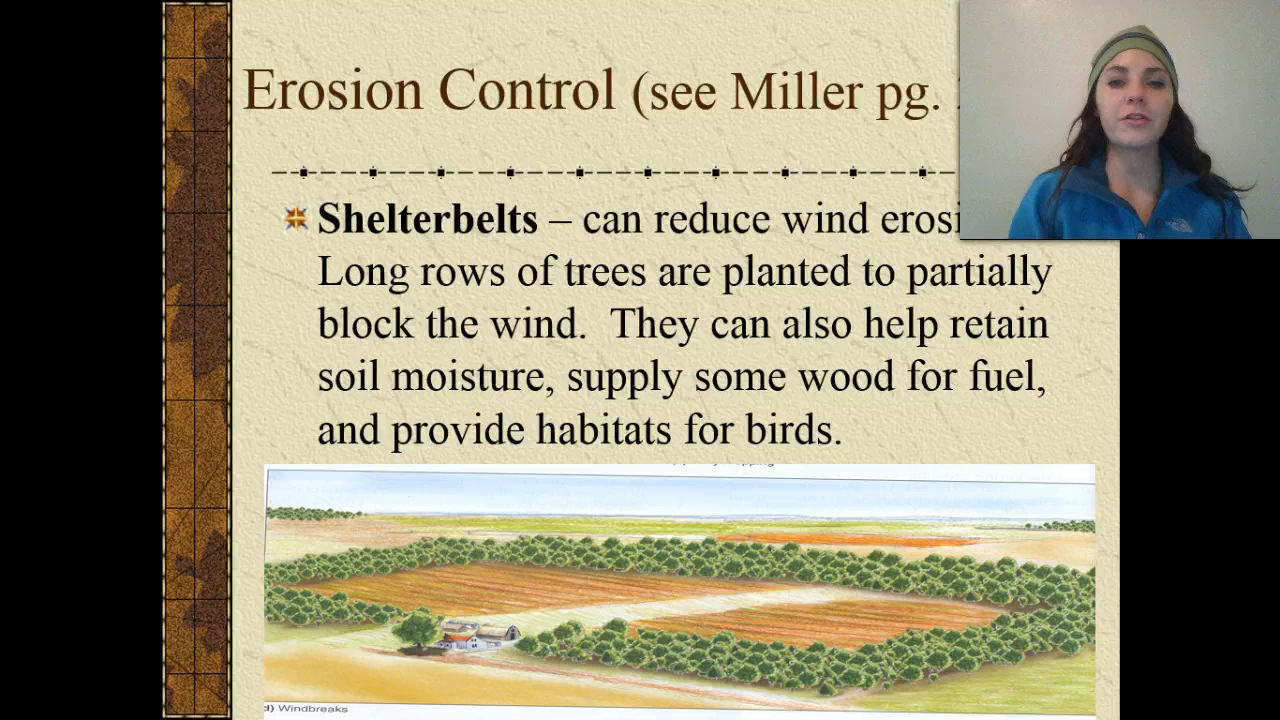 Erosion Control (see Miller pg.
Shelterbelts – can reduce wind
Long rows of trees are planted to partially
block the wind. They can also help retain
soil moisture, supply some wood for fuel,
and provide habitats for birds.
d) Windbreaks